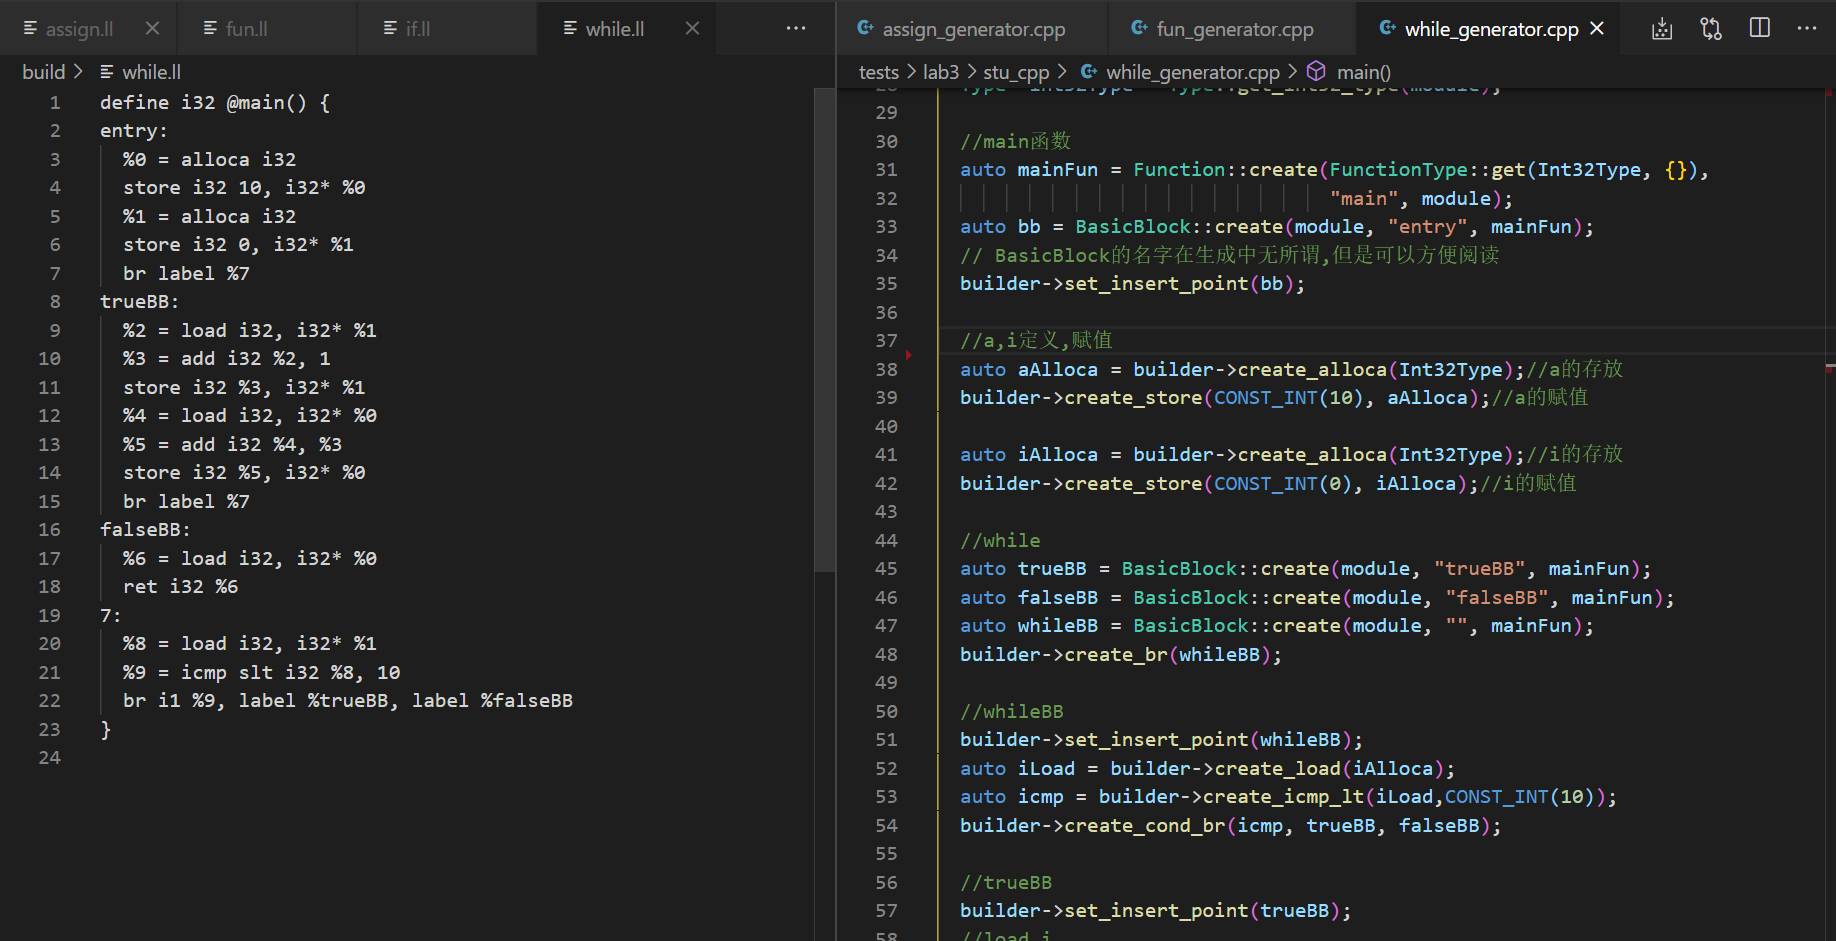 assign.ll
fun.ll
if.ll
while.ll
build > while.ll
1 define i32 @main() {
2 entry:
3 %0 = alloca i32
4 store i32 10, i32* %0
5 %1 = alloca i32
6 store i32 0, i32* %1
7 br label %7
8 trueBB:
9 %2 = load i32, i32* %1
10 %3 = add i32 %2, 1
11 store i32 %3, i32* %1
12 %4 = load i32, i32* %0
13 %5 = add i32 %4, %3
14 store i32 %5, i32* %0
15 br label %7
16 falseBB:
17 %6 = load i32, i32* %0
18 ret i32 %6
19 7:
20 %8 = load i32, i32* %1
21 %9 = icmp slt i32 %8, 10
22 br i1 %9, label %trueBB, label %falseBB
23 }
24
assign_generator.cpp
fun_generator.cpp
while_generator.cpp
tests > lab3 > stu_cpp > while_generator.cpp > main()
28 Type *Int32Type = Type::get_int32_type(module);
29
30 //main函数
31 auto mainFun = Function::create(FunctionType::get(Int32Type, {}),
32 "main", module);
33 auto bb = BasicBlock::create(module, "entry", mainFun);
34 // BasicBlock的名字在生成中无所谓,但是可以方便阅读
35 builder->set_insert_point(bb);
36
37 //a,i定义,赋值
38 auto aAlloca = builder->create_alloca(Int32Type);//a的存放
39 builder->create_store(CONST_INT(10), aAlloca);//a的赋值
40
41 auto iAlloca = builder->create_alloca(Int32Type);//i的存放
42 builder->create_store(CONST_INT(0), iAlloca);//i的赋值
43
44 //while
45 auto trueBB = BasicBlock::create(module, "trueBB", mainFun);
46 auto falseBB = BasicBlock::create(module, "falseBB", mainFun);
47 auto whileBB = BasicBlock::create(module, "", mainFun);
48 builder->create_br(whileBB);
49
50 //whileBB
51 builder->set_insert_point(whileBB);
52 auto iLoad = builder->create_load(iAlloca);
53 auto icmp = builder->create_icmp_lt(iLoad,CONST_INT(10));
54 builder->create_cond_br(icmp, trueBB, falseBB);
55
56 //trueBB
57 builder->set_insert_point(trueBB);
58 //load i